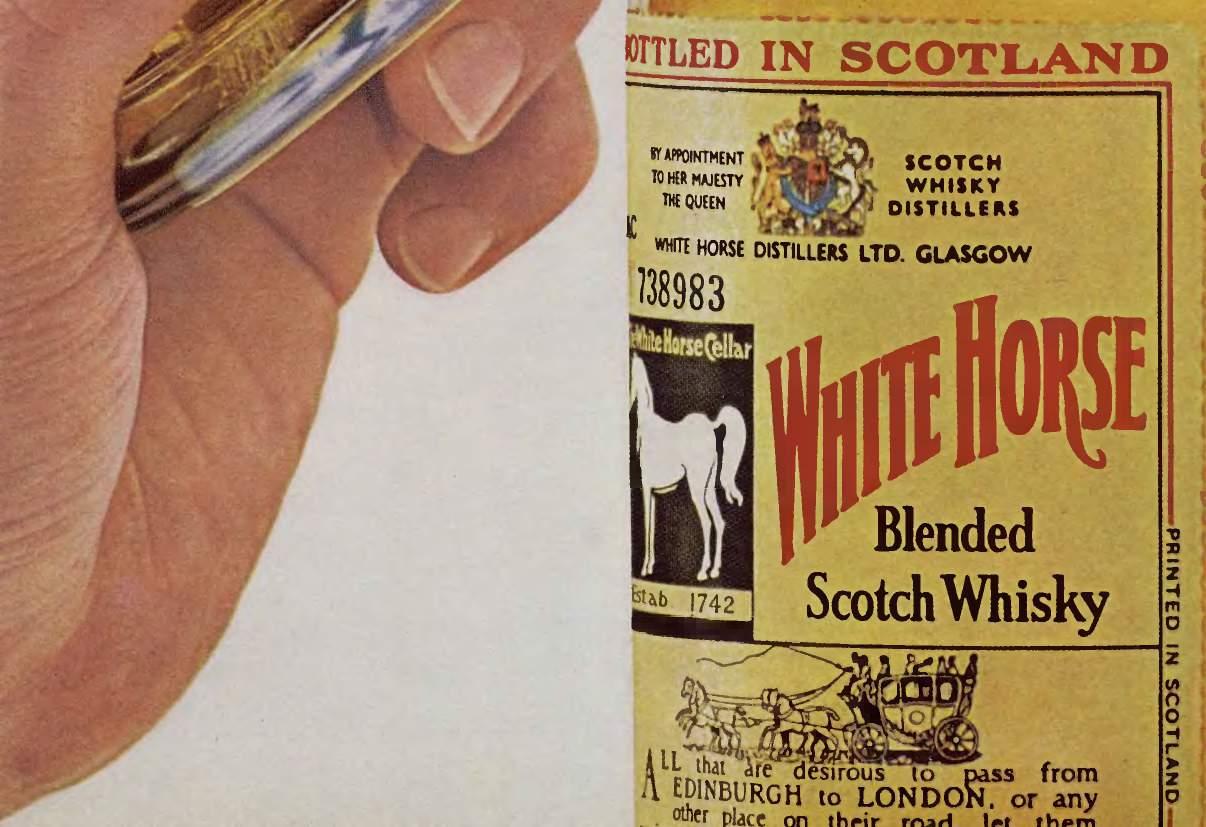 BOTTLED IN SCOTLAND
BY APPOINTMENT
TO HER MAJESTY
THE QUEEN
SCOTCH
WHISKY
DISTILLERS
WHITE HORSE DISTILLERS LTD. GLASGOW
738983
White Horse Cellar
WHITE HORSE
Estab. 1742
Blended
Scotch Whisky
PRINTED IN SCOTLAND
ALL that are desirous to pass from
EDINBURGH to LONDON, or any
other place on their road, let them